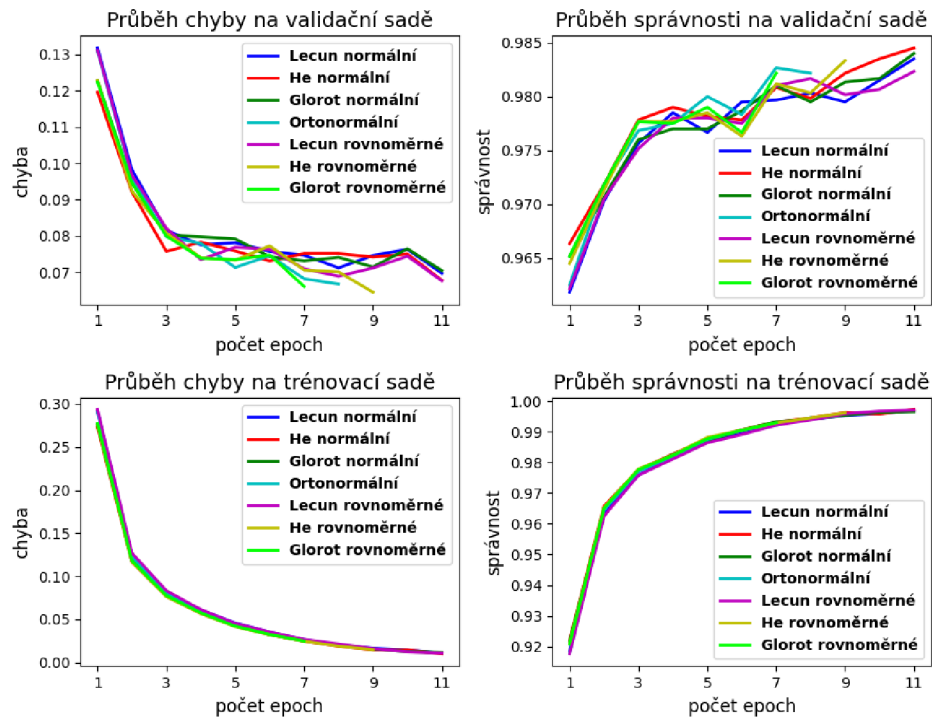 Průběh chyby na validační sadě
chyba
0.13
0.12
0.11
0.10
0.09
0.08
0.07
Lecun normální
He normální
Glorot normální
Ortonormální
Lecun rovnoměrné
He rovnoměrné
Glorot rovnoměrné
1 3 5 7 9 11
počet epoch
Průběh správnosti na validační sadě
správnost
0.985
0.980
0.975
0.970
0.965
Lecun normální
He normální
Glorot normální
Ortonormální
Lecun rovnoměrné
He rovnoměrné
Glorot rovnoměrné
1 3 5 7 9 11
počet epoch
Průběh chyby na trénovací sadě
chyba
0.30
0.25
0.20
0.15
0.10
0.05
0.00
Lecun normální
He normální
Glorot normální
Ortonormální
Lecun rovnoměrné
He rovnoměrné
Glorot rovnoměrné
1 3 5 7 9 11
počet epoch
Průběh správnosti na trénovací sadě
správnost
1.00
0.99
0.98
0.97
0.96
0.95
0.94
0.93
0.92
Lecun normální
He normální
Glorot normální
Ortonormální
Lecun rovnoměrné
He rovnoměrné
Glorot rovnoměrné
1 3 5 7 9 11
počet epoch